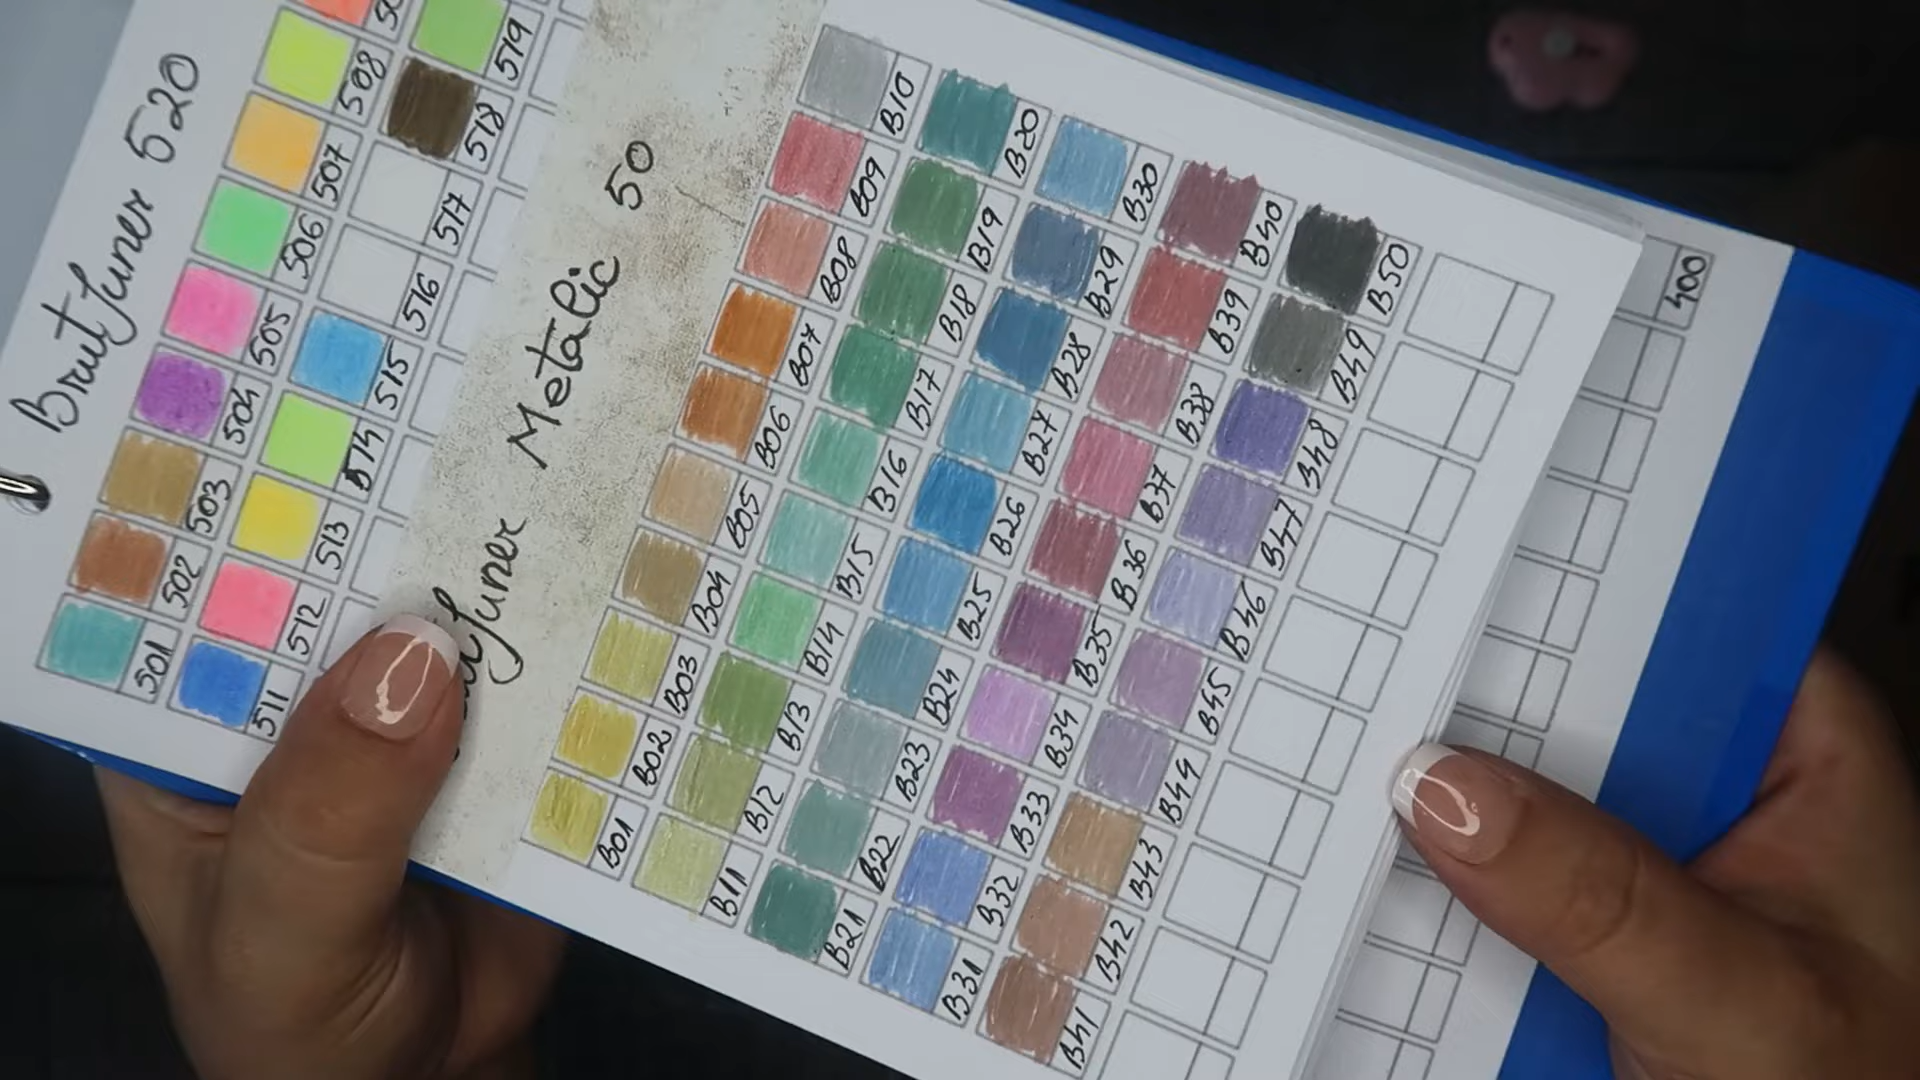 Brutfuner 520
508
507
506
505
504
503
502
501
519
518
517
516
515
514
513
512
511
Metalic 50
B10
B09
B08
B07
B06
B05
B04
B03
B02
B01
B20
B19
B18
B17
B16
B15
B14
B13
B12
B11
B30
B29
B28
B27
B26
B25
B24
B23
B22
B21
B40
B39
B38
B37
B36
B35
B34
B33
B32
B31
B50
B49
B48
B47
B46
B45
B44
B43
B42
B41
400